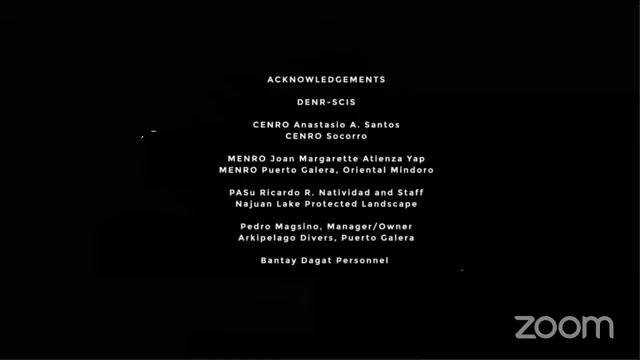 ACKNOWLEDGEMENTS
DENR-SCIS
CENRO Anastasio A. Santos
CENRO Socorro
MENRO Joan Margarette Atienza Yap
MENRO Puerto Galera, Oriental Mindoro
PASu Ricardo R. Natividad and Staff
Najuan Lake Protected Landscape
Pedro Magsino, Manager/Owner
Arkipelago Divers, Puerto Galera
Bantay Dagat Personnel
zoom